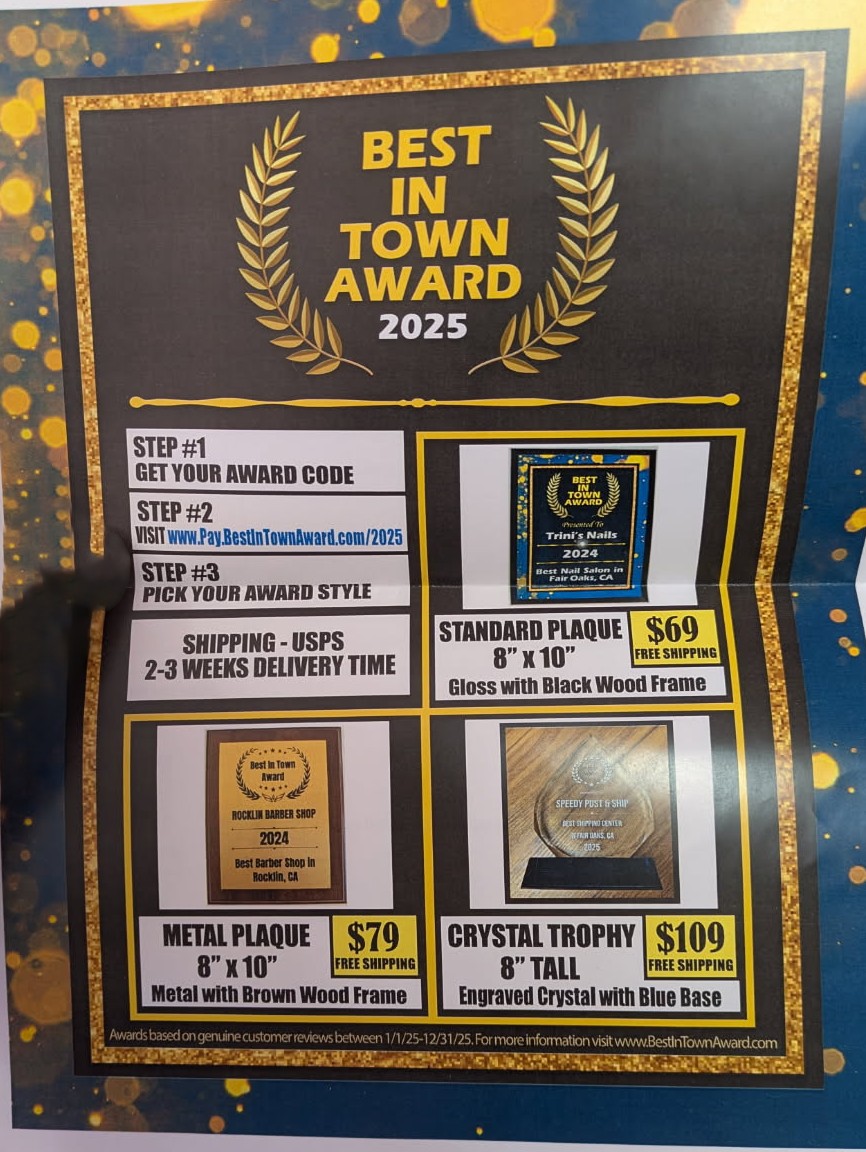 BEST
IN
TOWN
AWARD
2025
STEP #1
GET YOUR AWARD CODE
STEP #2
VISIT www.Pay.BestInTownAward.com/2025
STEP #3
PICK YOUR AWARD STYLE
SHIPPING - USPS
2-3 WEEKS DELIVERY TIME
BEST
IN
TOWN
AWARD
Presented To
Trini's Nails
2024
Best Nail Salon in
Fair Oaks, CA
STANDARD PLAQUE
8” x 10”
$69
FREE SHIPPING
Gloss with Black Wood Frame
Best In Town
Award
ROCKLIN BARBER SHOP
2024
Best Barber Shop in
Rocklin, CA
METAL PLAQUE
8” x 10”
$79
FREE SHIPPING
Metal with Brown Wood Frame
SPEEDY POST & SHIP
BEST SHIPPING CENTER
FAIR OAKS, CA
2025
CRYSTAL TROPHY
8” TALL
$109
FREE SHIPPING
Engraved Crystal with Blue Base
Awards based on genuine customer reviews between 1/1/25-12/31/25. For more information visit www.BestInTownAward.com